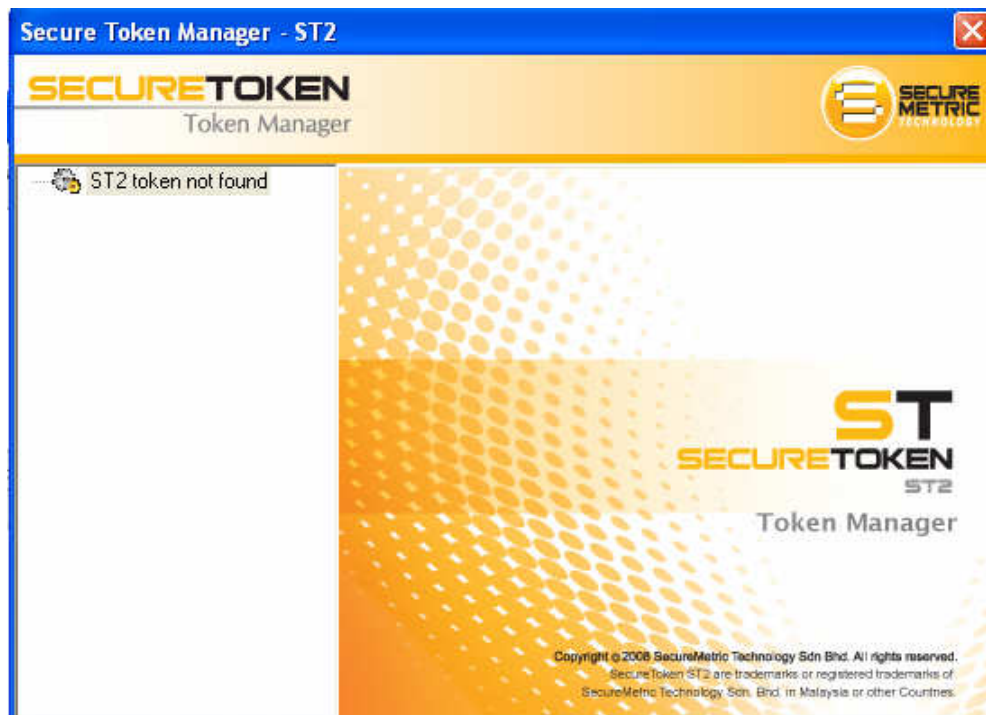 Secure Token Manager - ST2
SECURETOKEN
Token Manager
SECURE
METRIC
TECHNOLOGY
ST2 token not found
ST
SECURETOKEN
ST2
Token Manager
Copyright © 2008 SecureMetric Technology Sdn Bhd. All rights reserved.
SecureToken ST2 are trademarks or registered trademarks of
SecureMetric Technology Sdn. Bhd. in Malaysia or other Countries.